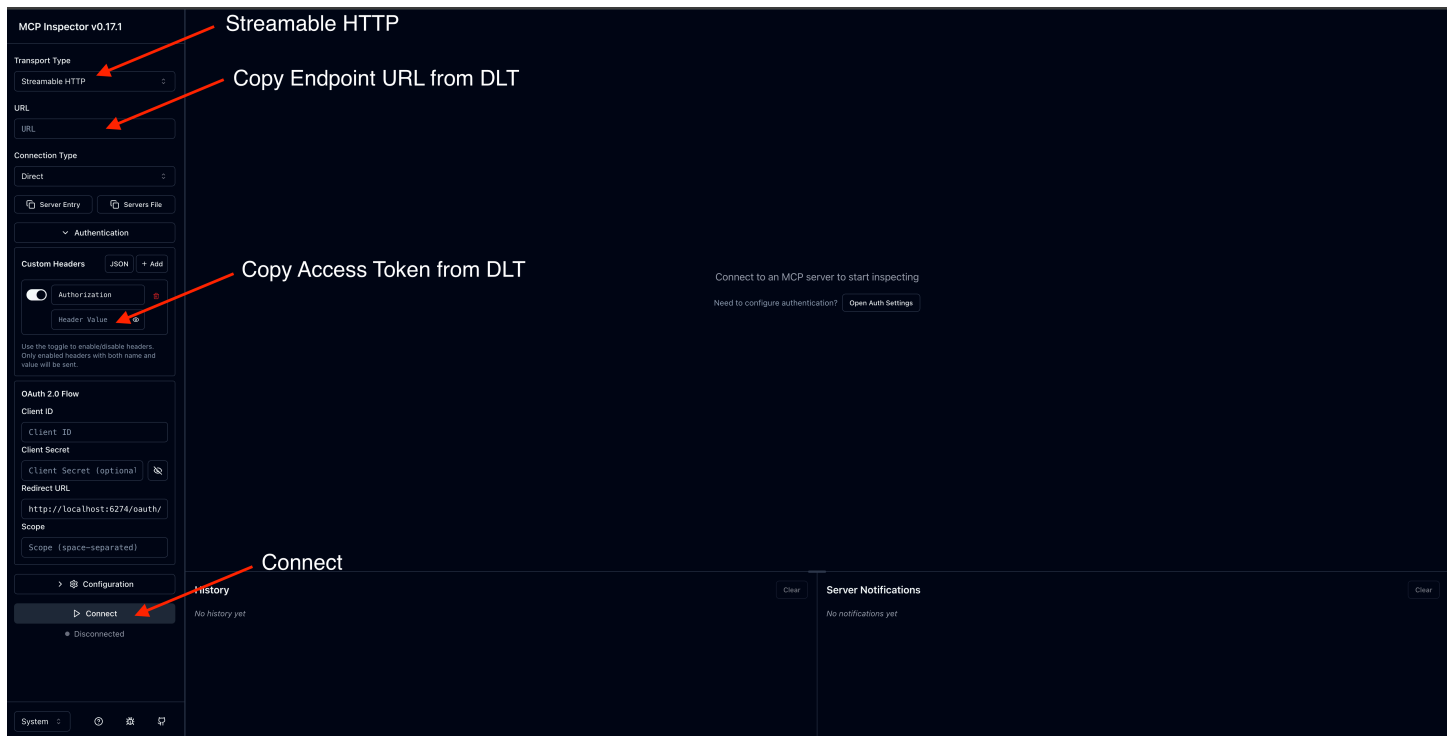 MCP Inspector v0.17.1
Streamable HTTP
Transport Type
Streamable HTTP
Copy Endpoint URL from DLT
URL
URL
Connection Type
Direct
Server Entry
Servers File
Authentication
Custom Headers
JSON
+ Add
Copy Access Token from DLT
Authorization
Header Value
Use the toggle to enable/disable headers.
Only enabled headers with both name and
value will be sent.
OAuth 2.0 Flow
Client ID
Client ID
Client Secret
Client Secret (optional
Redirect URL
http://localhost:6274/oauth/
Scope
Scope (space-separated)
Connect
Configuration
Connect
Disconnected
System
Connect to an MCP server to start inspecting
Need to configure authentication?
Open Auth Settings
History
Clear
No history yet
Server Notifications
Clear
No notifications yet